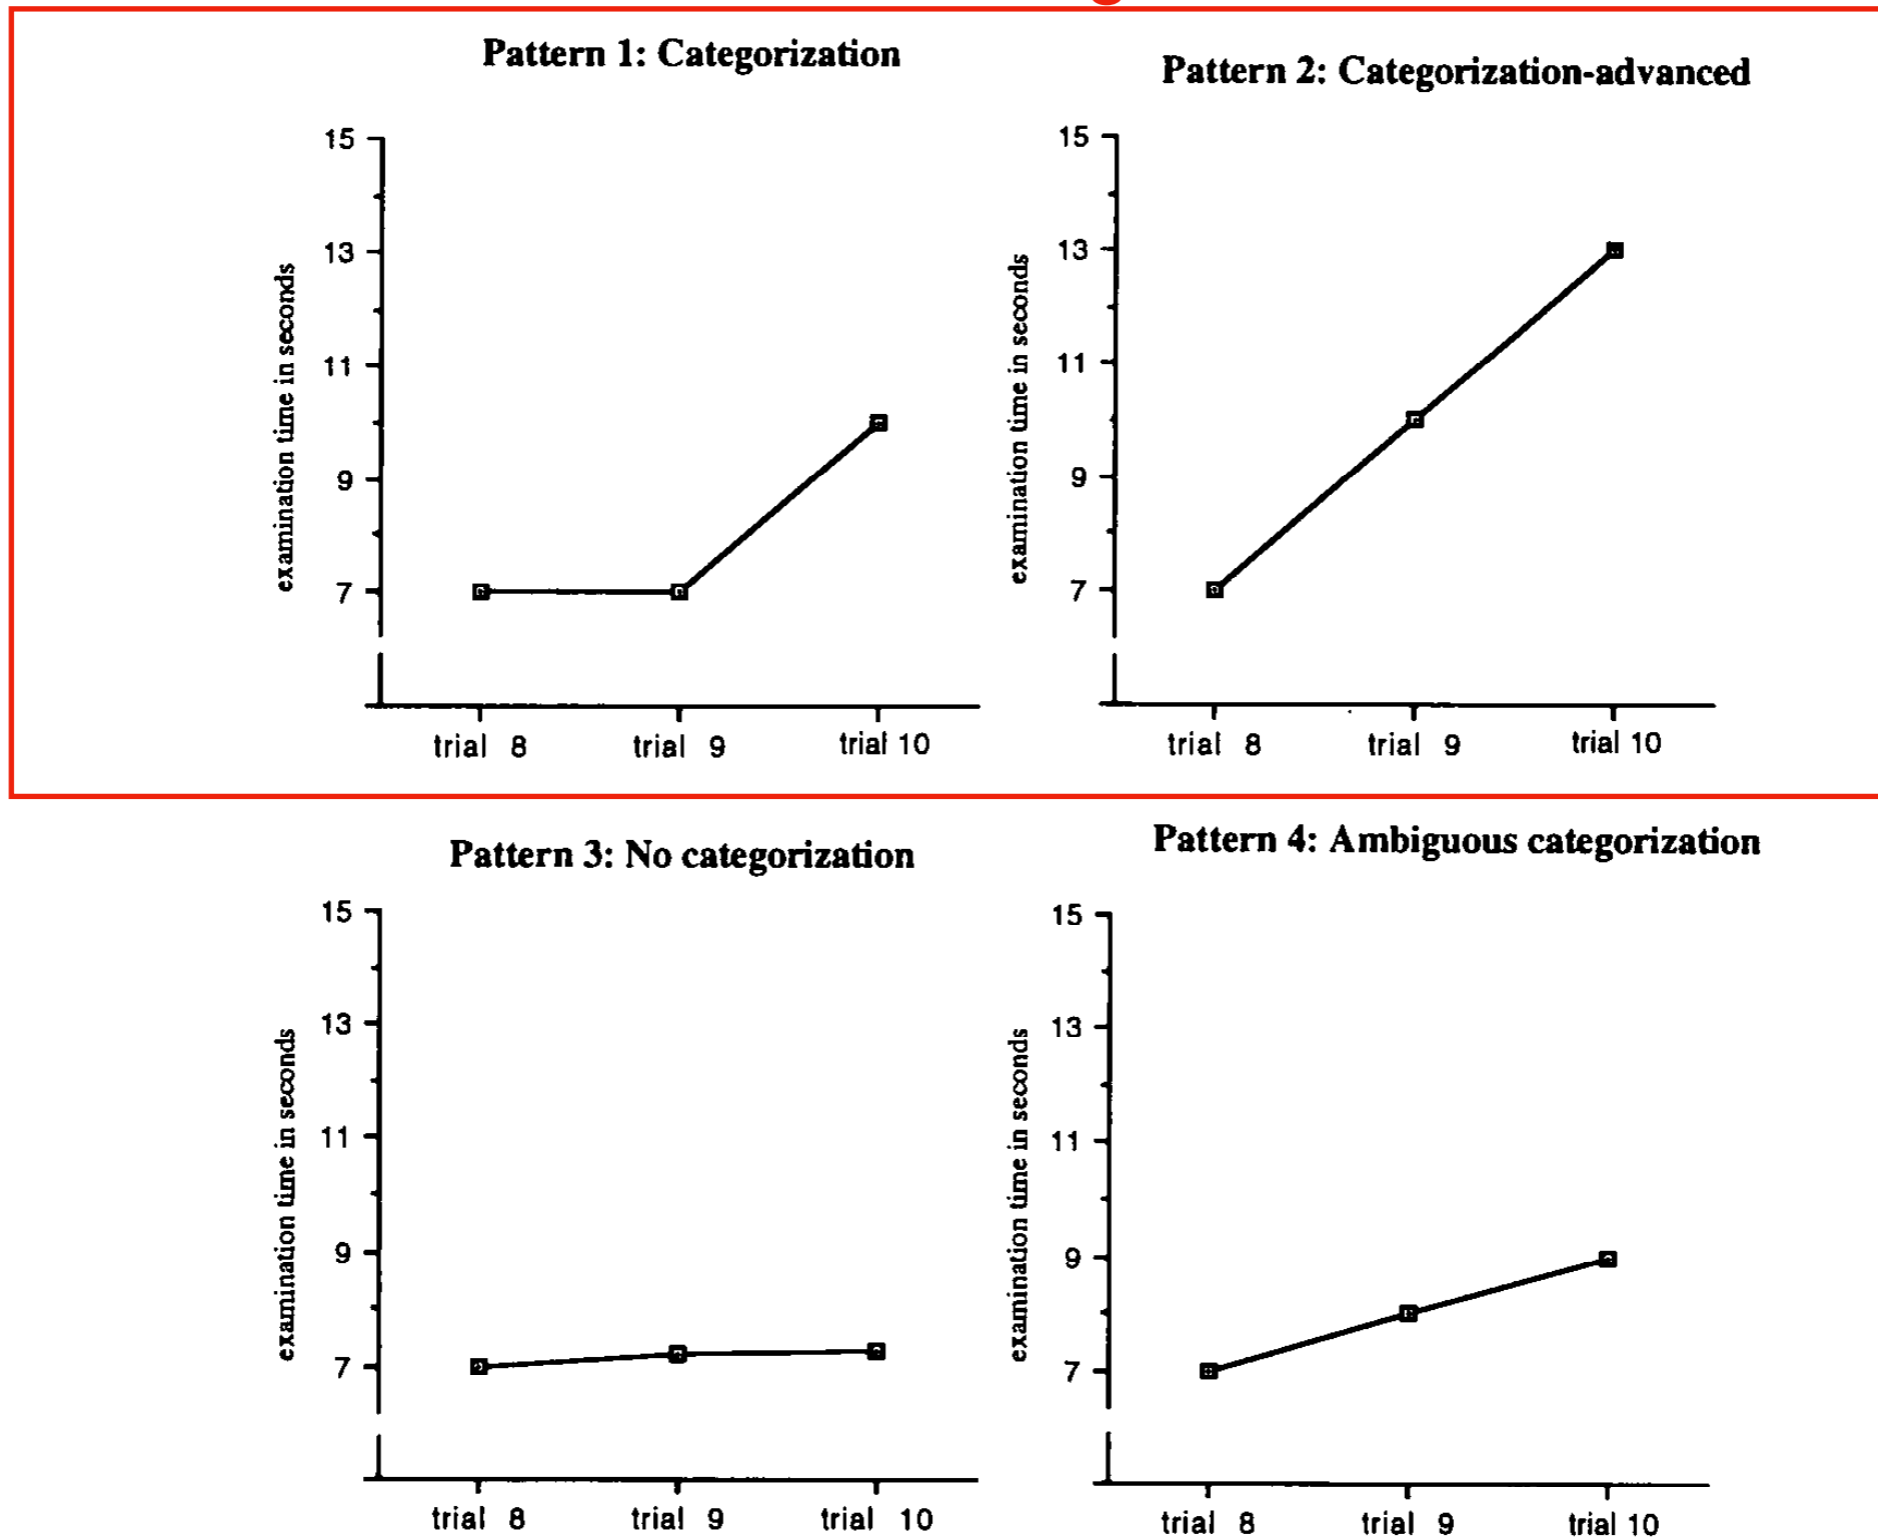 Pattern 1: Categorization
15
13
11
9
7
examination time in seconds
trial 8
trial 9
trial 10
Pattern 2: Categorization-advanced
15
13
11
9
7
examination time in seconds
trial 8
trial 9
trial 10
Pattern 3: No categorization
15
13
11
9
7
examination time in seconds
trial 8
trial 9
trial 10
Pattern 4: Ambiguous categorization
15
13
11
9
7
examination time in seconds
trial 8
trial 9
trial 10